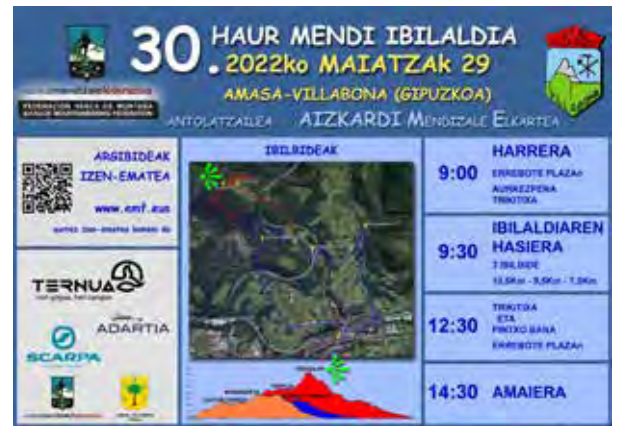 30. HAUR MENDI IBILALDIA
2022ko MAIATZAk 29
AMASA-VILLABONA (GIPUZKOA)
ANTOLATZAILEA AIZKARDI MENDIZALE ELKARTEA
FEDERACIÓN VASCA DE MONTAÑA
BASQUE MOUNTAINEERING FEDERATION
ARGIBIDEAK
IZEN-EMATEA
www.emf.eus
TERNUA
ADARTIA
SCARPA
IBILBIDEAK
9:00 HARRERA
ERREBOTE PLAZAn
AURKEZPENA
TRIKITIXA
9:30 IBILALDIAREN
HASIERA
3 IBILBIDE
12:30 TRIKITIXA
ETA
PINTXO BANA
ERREBOTE PLAZAn
14:30 AMAIERA